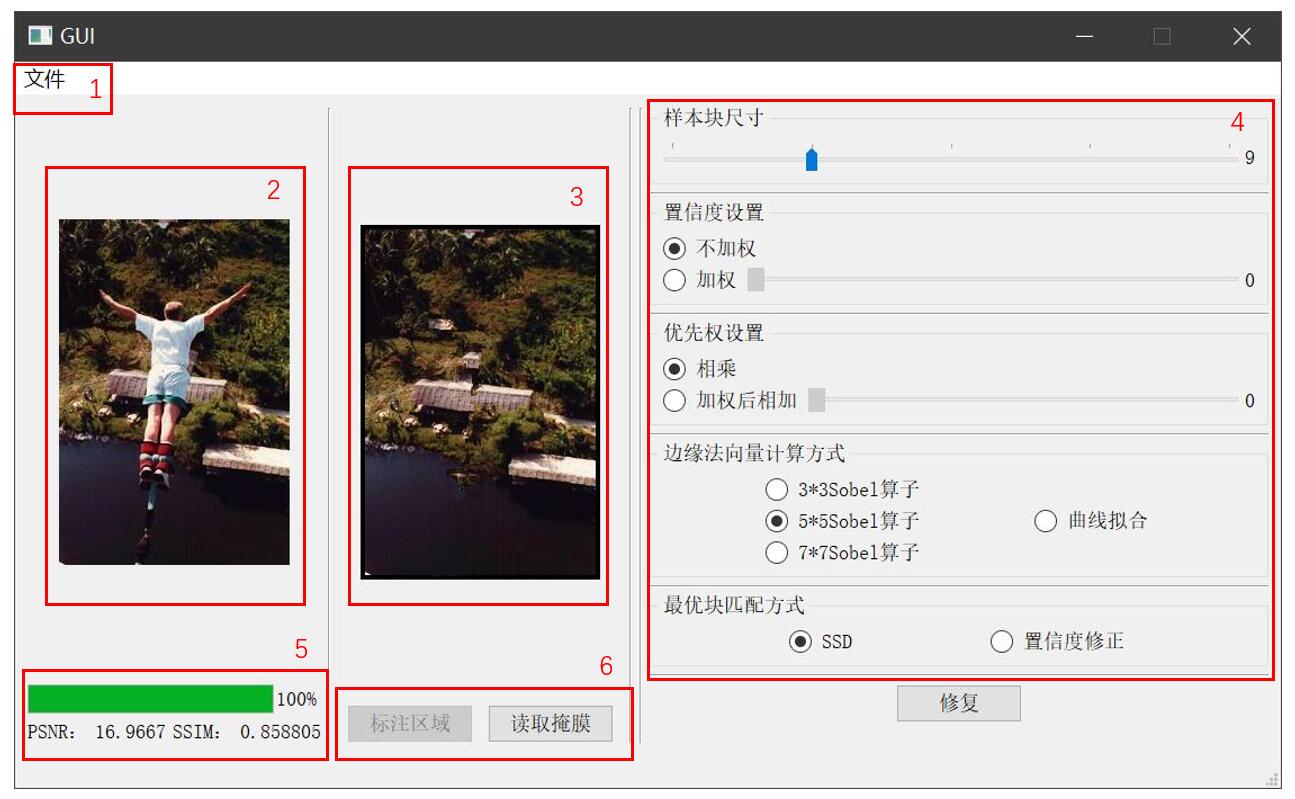 GUI
文件
1
2
3
4
样本块尺寸
9
置信度设置
不加权
加权 0
优先权设置
相乘
加权后相加 0
边缘法向量计算方式
3*3Sobel算子
5*5Sobel算子 曲线拟合
7*7Sobel算子
最优块匹配方式
SSD 置信度修正
5
100%
PSNR: 16.9667 SSIM: 0.858805
6
标注区域 读取掩膜
修复